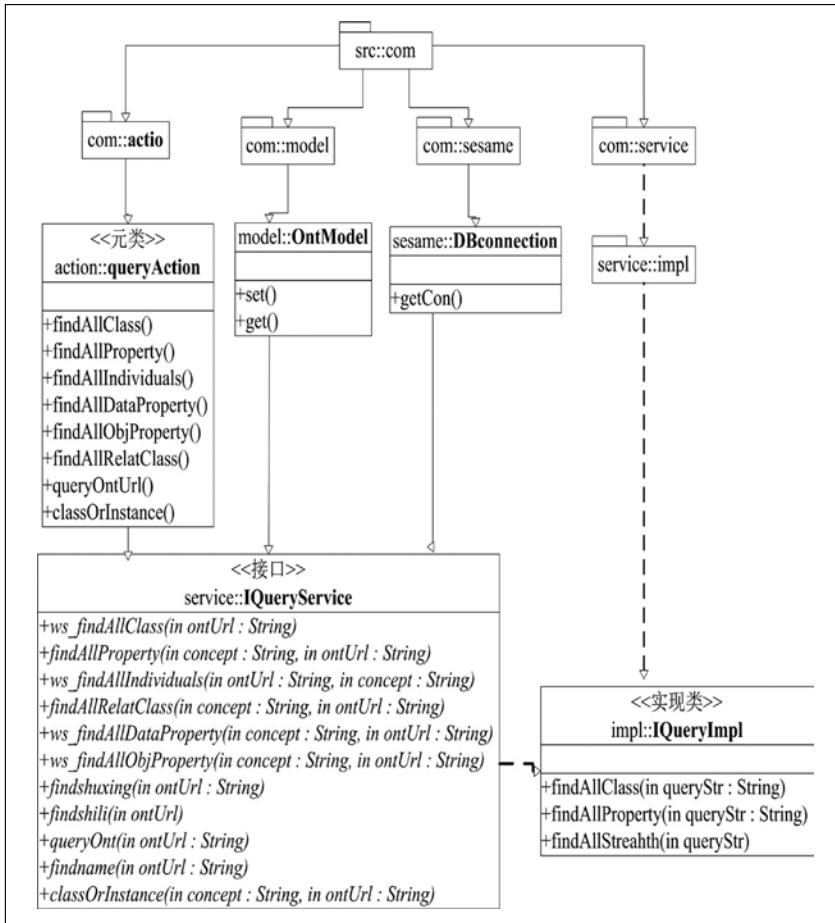 src::com
com::actio
com::model
com::sesame
com::service
<<元类>>
action::queryAction
+findAllClass()
+findAllProperty()
+findAllIndividuals()
+findAllDataProperty()
+findAllObjProperty()
+findAllRelatClass()
+queryOntUrl()
+classOrInstance()
model::OntModel
+set()
+get()
sesame::DBconnection
+getCon()
service::impl
<<接口>>
service::IQueryService
+ws_findAllClass(in ontUrl : String)
+findAllProperty(in concept : String, in ontUrl : String)
+ws_findAllIndividuals(in ontUrl : String, in concept : String)
+findAllRelatClass(in concept : String, in ontUrl : String)
+ws_findAllDataProperty(in concept : String, in ontUrl : String)
+ws_findAllObjProperty(in concept : String, in ontUrl : String)
+findshuxing(in ontUrl : String)
+findshili(in ontUrl)
+queryOnt(in ontUrl : String)
+findname(in ontUrl : String)
+classOrInstance(in concept : String, in ontUrl : String)
<<实现类>>
impl::IQueryImpl
+findAllClass(in queryStr : String)
+findAllProperty(in queryStr : String)
+findAllStreahth(in queryStr)